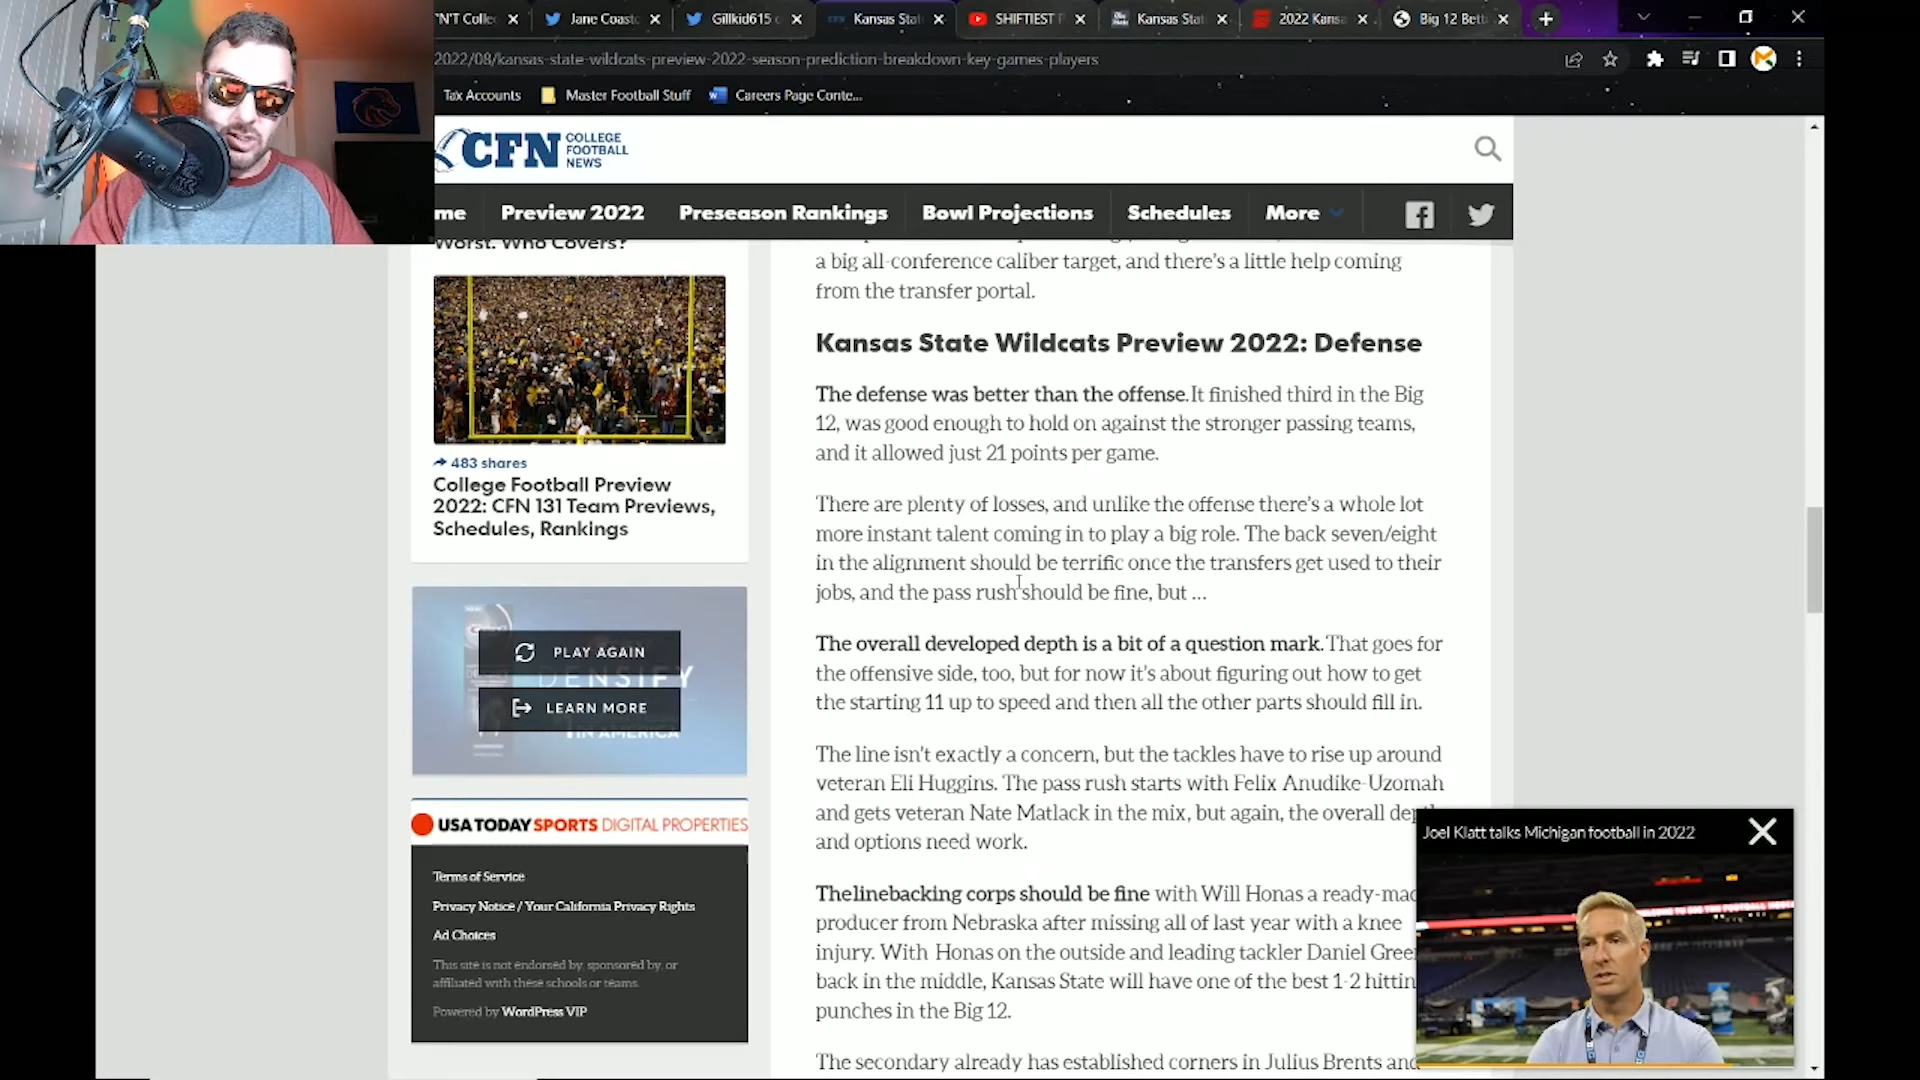 'N'T Colle
Jane Coast
Gillkid615
Kansas Stat
SHIFTIEST
Kansas Stat
2022 Kansa
Big 12 Bett
2022/08/kansas-state-wildcats-preview-2022-season-prediction-breakdown-key-games-players
Tax Accounts
Master Football Stuff
Careers Page Conte...
CFN COLLEGE
FOOTBALL
NEWS
me
Preview 2022
Preseason Rankings
Bowl Projections
Schedules
More
Worst. Who Covers?
483 shares
College Football Preview
2022: CFN 131 Team Previews,
Schedules, Rankings
PLAY AGAIN
DENSIFY
LEARN MORE
IN AMERICA
USA TODAY SPORTS DIGITAL PROPERTIES
Terms of Service
Privacy Notice / Your California Privacy Rights
Ad Choices
This site is not endorsed by, sponsored by, or
affiliated with these schools or teams.
Powered by WordPress VIP
a big all-conference caliber target, and there's a little help coming
from the transfer portal.
Kansas State Wildcats Preview 2022: Defense
The defense was better than the offense. It finished third in the Big
12, was good enough to hold on against the stronger passing teams,
and it allowed just 21 points per game.
There are plenty of losses, and unlike the offense there's a whole lot
more instant talent coming in to play a big role. The back seven/eight
in the alignment should be terrific once the transfers get used to their
jobs, and the pass rush should be fine, but ...
The overall developed depth is a bit of a question mark. That goes for
the offensive side, too, but for now it's about figuring out how to get
the starting 11 up to speed and then all the other parts should fill in.
The line isn't exactly a concern, but the tackles have to rise up around
veteran Eli Huggins. The pass rush starts with Felix Anudike-Uzomah
and gets veteran Nate Matlack in the mix, but again, the overall dep
and options need work.
The linebacking corps should be fine with Will Honas a ready-mad
producer from Nebraska after missing all of last year with a knee
injury. With Honas on the outside and leading tackler Daniel Gree
back in the middle, Kansas State will have one of the best 1-2 hittin
punches in the Big 12.
The secondary already has established corners in Julius Brents and
Joel Klatt talks Michigan football in 2022